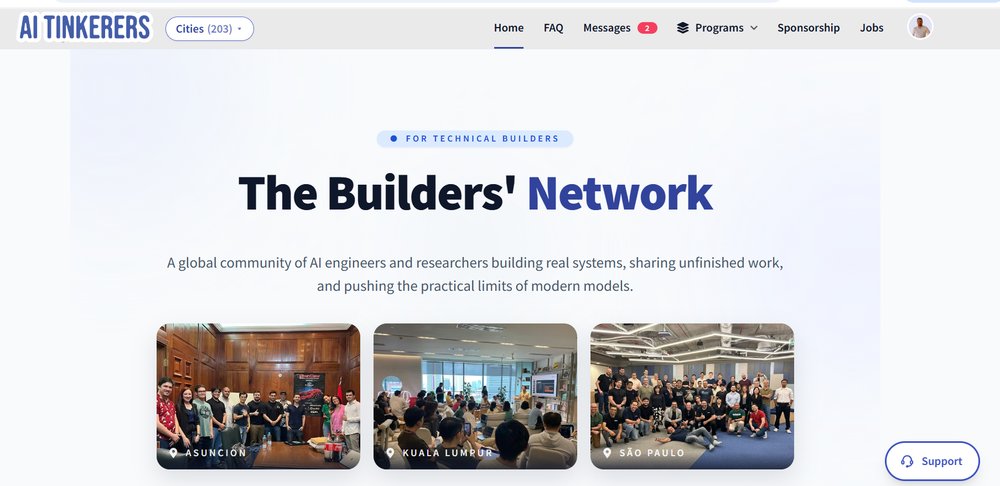 AI TINKERERS
Cities (203)
Home
FAQ
Messages 2
Programs
Sponsorship
Jobs
FOR TECHNICAL BUILDERS
The Builders' Network
A global community of AI engineers and researchers building real systems, sharing unfinished work,
and pushing the practical limits of modern models.
VAPI
ASUNCIÓN
KUALA LUMPUR
SÃO PAULO
Support